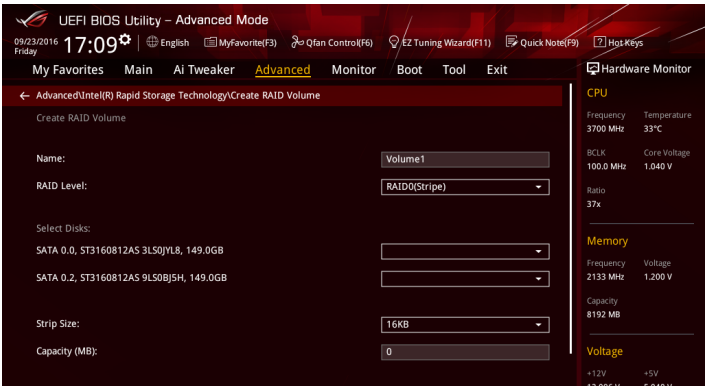 UEFI BIOS Utility – Advanced Mode
09/23/2016 Friday 17:09 English MyFavorite(F3) Qfan Control(F6) EZ Tuning Wizard(F11) Quick Note(F9) ? Hot Keys
My Favorites Main Ai Tweaker Advanced Monitor Boot Tool Exit
Hardware Monitor
← Advanced\Intel(R) Rapid Storage Technology\Create RAID Volume
Create RAID Volume
Name: Volume1
RAID Level: RAID0(Stripe)
Select Disks:
SATA 0.0, ST3160812AS 3LS0JYL8, 149.0GB
SATA 0.2, ST3160812AS 9LS0BJ5H, 149.0GB
Strip Size: 16KB
Capacity (MB): 0
CPU
Frequency Temperature
3700 MHz 33°C
BCLK Core Voltage
100.0 MHz 1.040 V
Ratio
37x
Memory
Frequency Voltage
2133 MHz 1.200 V
Capacity
8192 MB
Voltage
+12V +5V